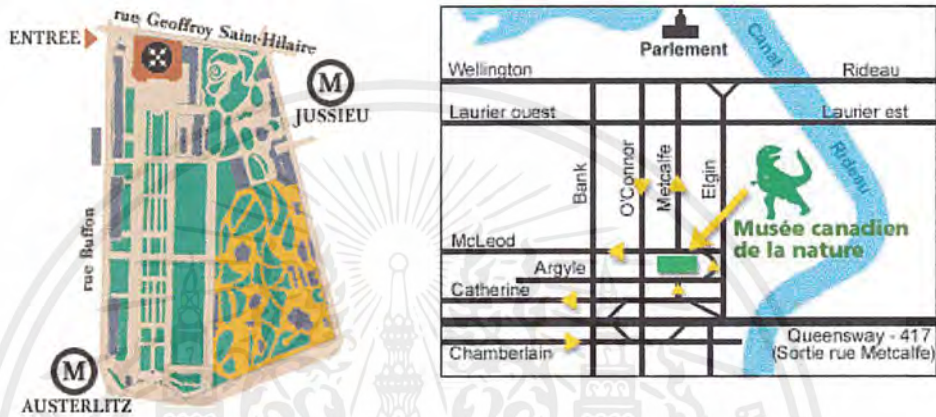 rue Geoffroy Saint-Hilaire
ENTREE
M
JUSSIEU
rue Buffon
M
AUSTERLITZ
Parlement
Canal
Wellington
Rideau
Laurier ouest
Laurier est
Rideau
Bank
O'Connor
Metcalfe
Elgin
Musée canadien
de la nature
McLeod
Argyle
Catherine
Queensway - 417
(Sortie rue Metcalfe)
Chamberlain